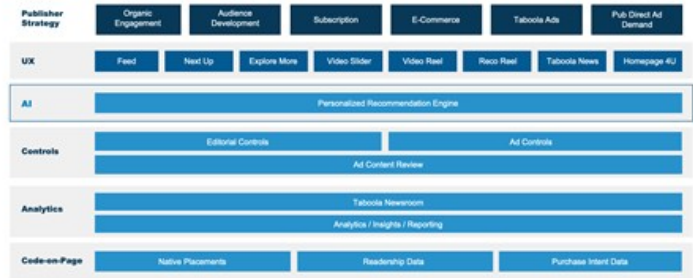 Publisher Strategy
Organic Engagement
Audience Development
Subscription
E-Commerce
Taboola Ads
Pub Direct Ad Demand
UX
Feed
Next Up
Explore More
Video Slider
Video Reel
Reco Reel
Taboola News
Homepage 4U
AI
Personalized Recommendation Engine
Controls
Editorial Controls
Ad Controls
Ad Content Review
Analytics
Taboola Newsroom
Analytics / Insights / Reporting
Code-on-Page
Native Placements
Readership Data
Purchase Intent Data